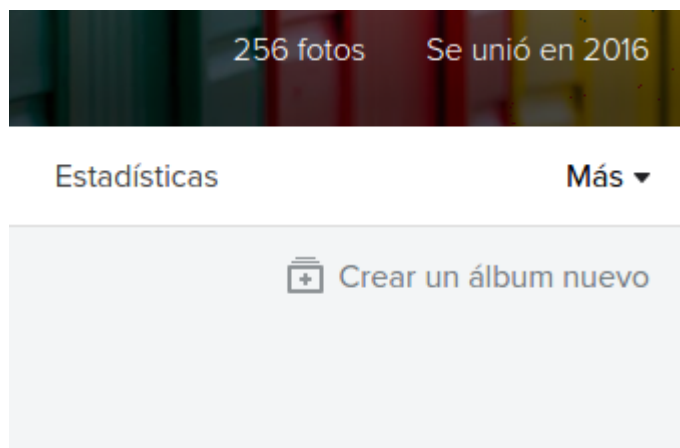 256 fotos Se unió en 2016
Estadísticas Más
Crear un álbum nuevo